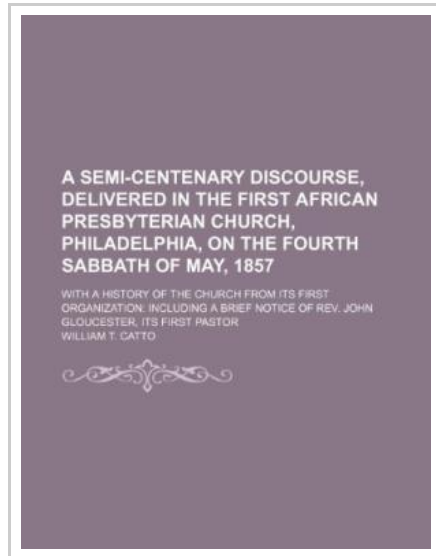 A SEMI-CENTENARY DISCOURSE,
DELIVERED IN THE FIRST AFRICAN
PRESBYTERIAN CHURCH,
PHILADELPHIA, ON THE FOURTH
SABBATH OF MAY, 1857
WITH A HISTORY OF THE CHURCH FROM ITS FIRST
ORGANIZATION: INCLUDING A BRIEF NOTICE OF REV. JOHN
GLOUCESTER, ITS FIRST PASTOR
WILLIAM T. CATTO